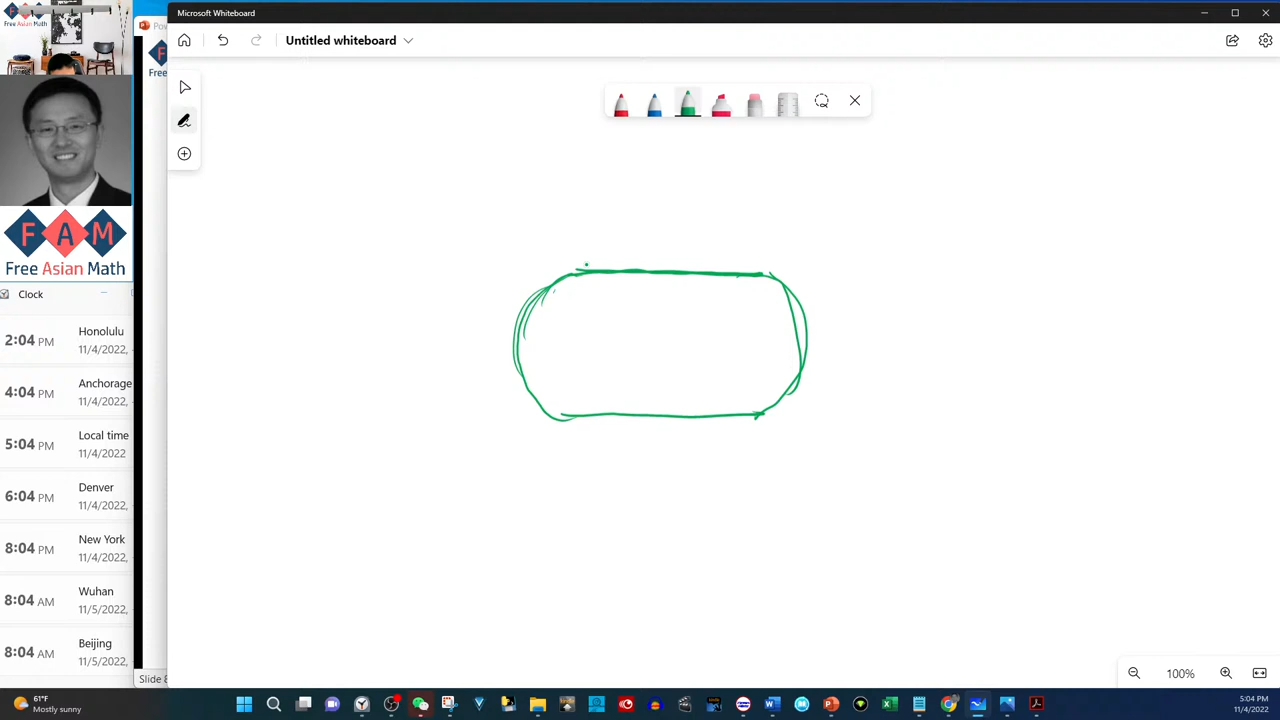 Free Asian Math
F A M
Free Asian Math
Clock
2:04 PM Honolulu
11/4/2022,
4:04 PM Anchorage
11/4/2022,
5:04 PM Local time
11/4/2022
6:04 PM Denver
11/4/2022,
8:04 PM New York
11/4/2022,
8:04 AM Wuhan
11/5/2022,
8:04 AM Beijing
11/5/2022,
Pow
F
Free
Slide 8
Microsoft Whiteboard
Untitled whiteboard
100%
61°F
Mostly sunny
5:04 PM
11/4/2022